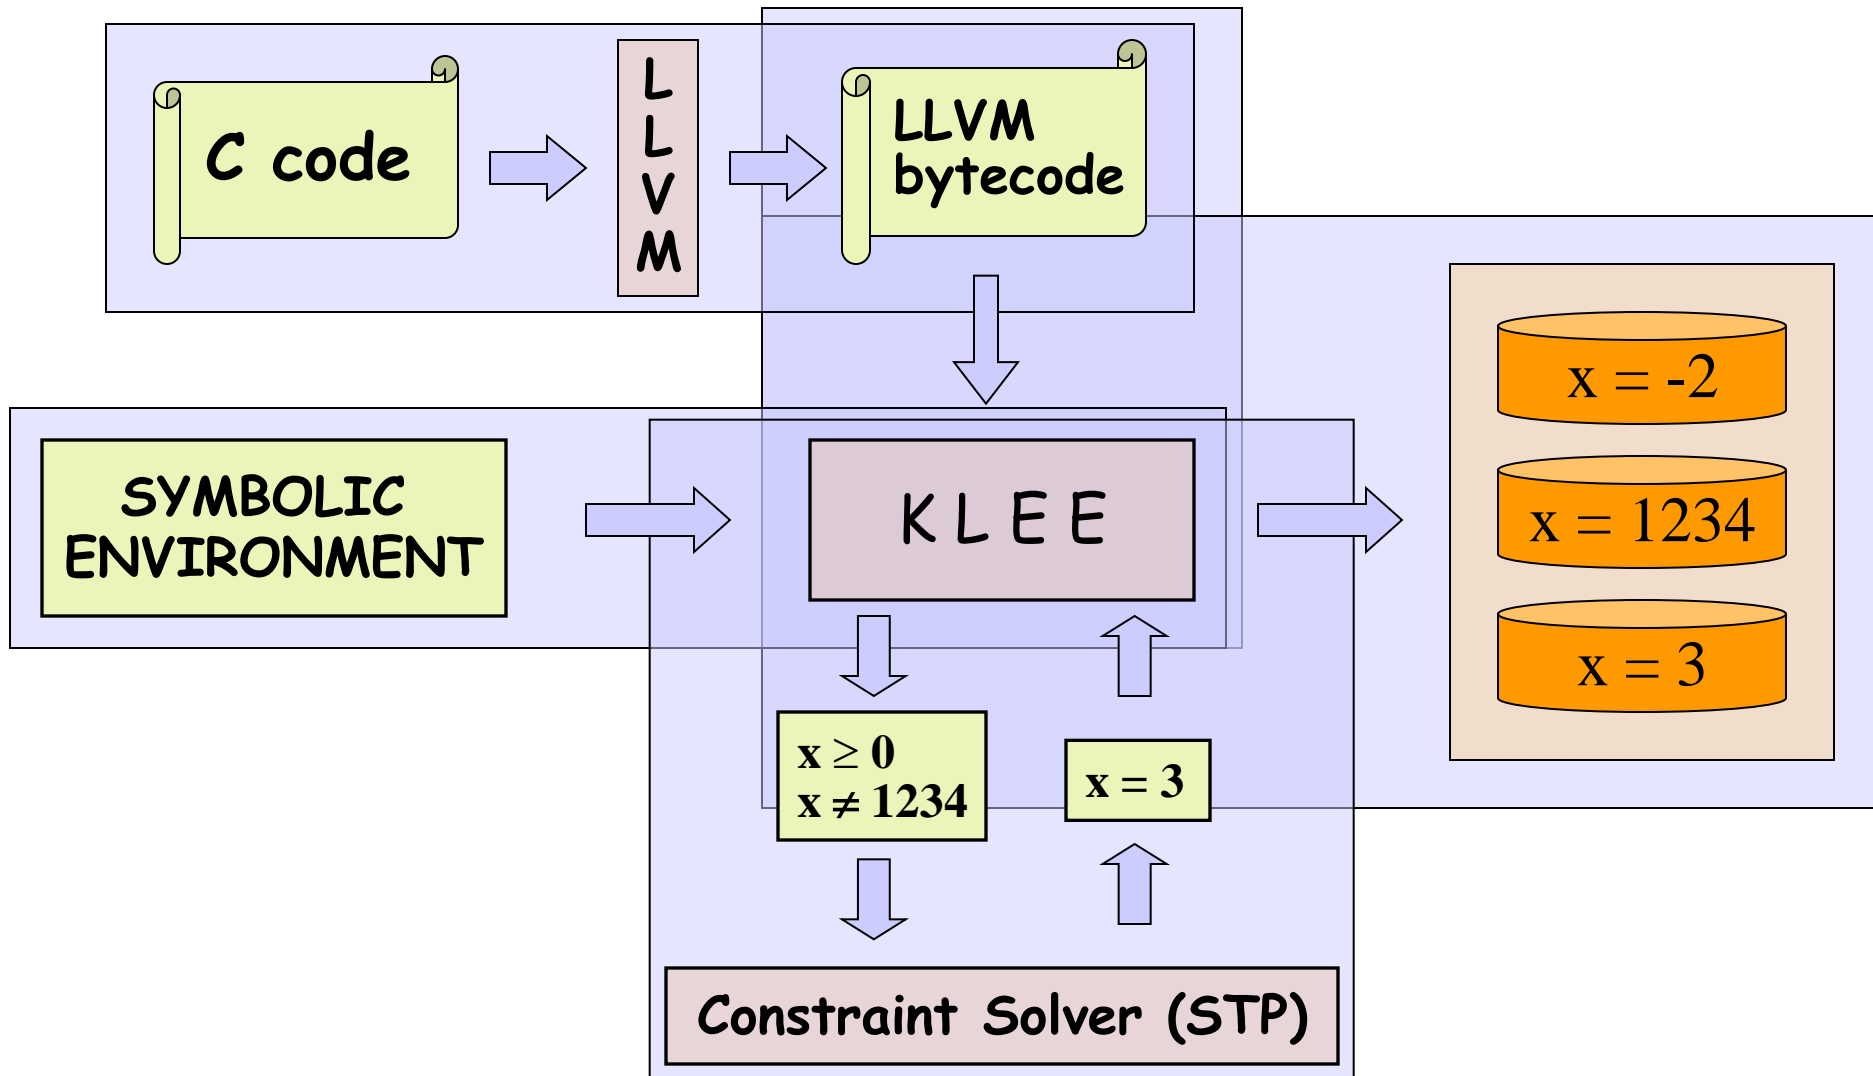 C code
L
L
V
M
LLVM
bytecode
SYMBOLIC
ENVIRONMENT
K L E E
x = -2
x = 1234
x = 3
x ≥ 0
x ≠ 1234
x = 3
Constraint Solver (STP)